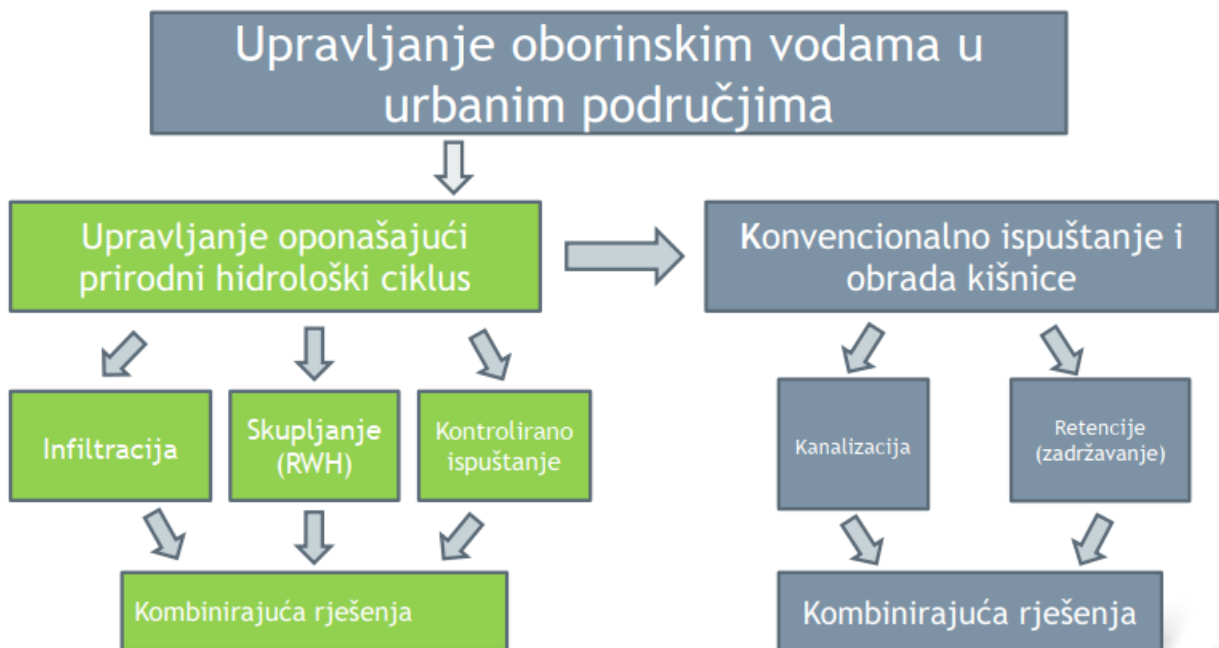 Upravljanje oborinskim vodama u
urbanim područjima
Upravljanje oponašajući
prirodni hidrološki ciklus
Konvencionalno ispuštanje i
obrada kišnice
Infiltracija
Skupljanje
(RWH)
Kontrolirano
ispuštanje
Kanalizacija
Retencije
(zadržavanje)
Kombinirajuća rješenja
Kombinirajuća rješenja